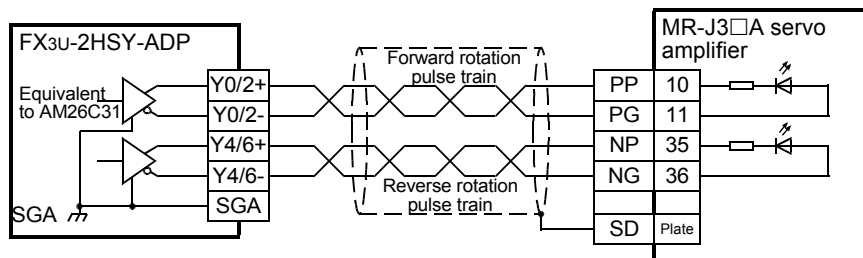 FX3U-2HSY-ADP
Equivalent
to AM26C31
Y0/2+
Y0/2-
Y4/6+
Y4/6-
SGA
SGA
Forward rotation
pulse train
Reverse rotation
pulse train
MR-J3□A servo
amplifier
PP 10
PG 11
NP 35
NG 36
SD Plate